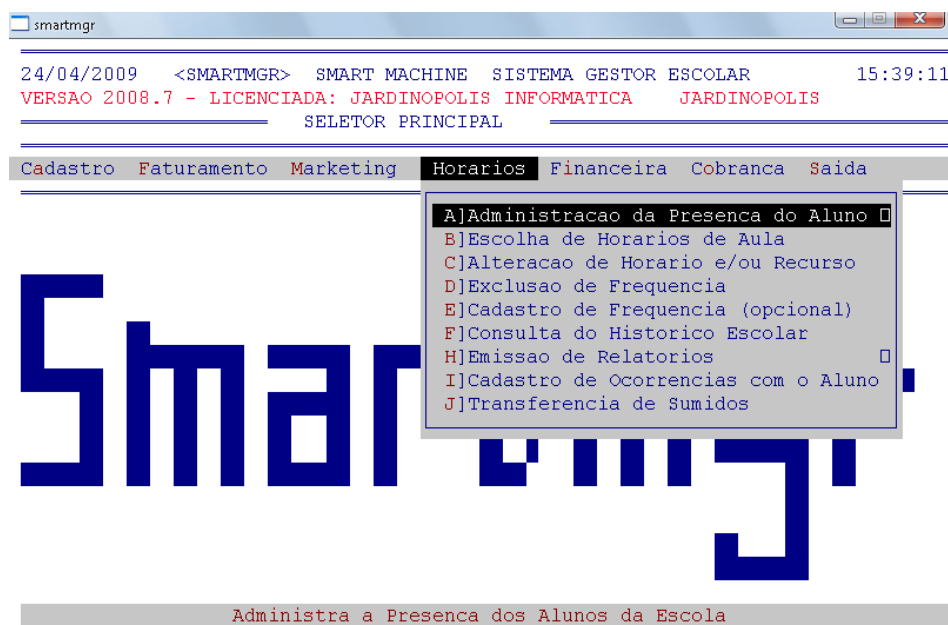 smartmgr
24/04/2009 <SMARTMGR> SMART MACHINE SISTEMA GESTOR ESCOLAR 15:39:11
VERSAO 2008.7 - LICENCIADA: JARDINOPOLIS INFORMATICA JARDINOPOLIS
SELETOR PRINCIPAL
Cadastro Faturamento Marketing Horarios Financeira Cobranca Saida
A]Administracao da Presenca do Aluno
B]Escolha de Horarios de Aula
C]Alteracao de Horario e/ou Recurso
D]Exclusao de Frequencia
E]Cadastro de Frequencia (opcional)
F]Consulta do Historico Escolar
H]Emissao de Relatorios
I]Cadastro de Ocorrencias com o Aluno
J]Transferencia de Sumidos
Smartmgr
Administra a Presenca dos Alunos da Escola